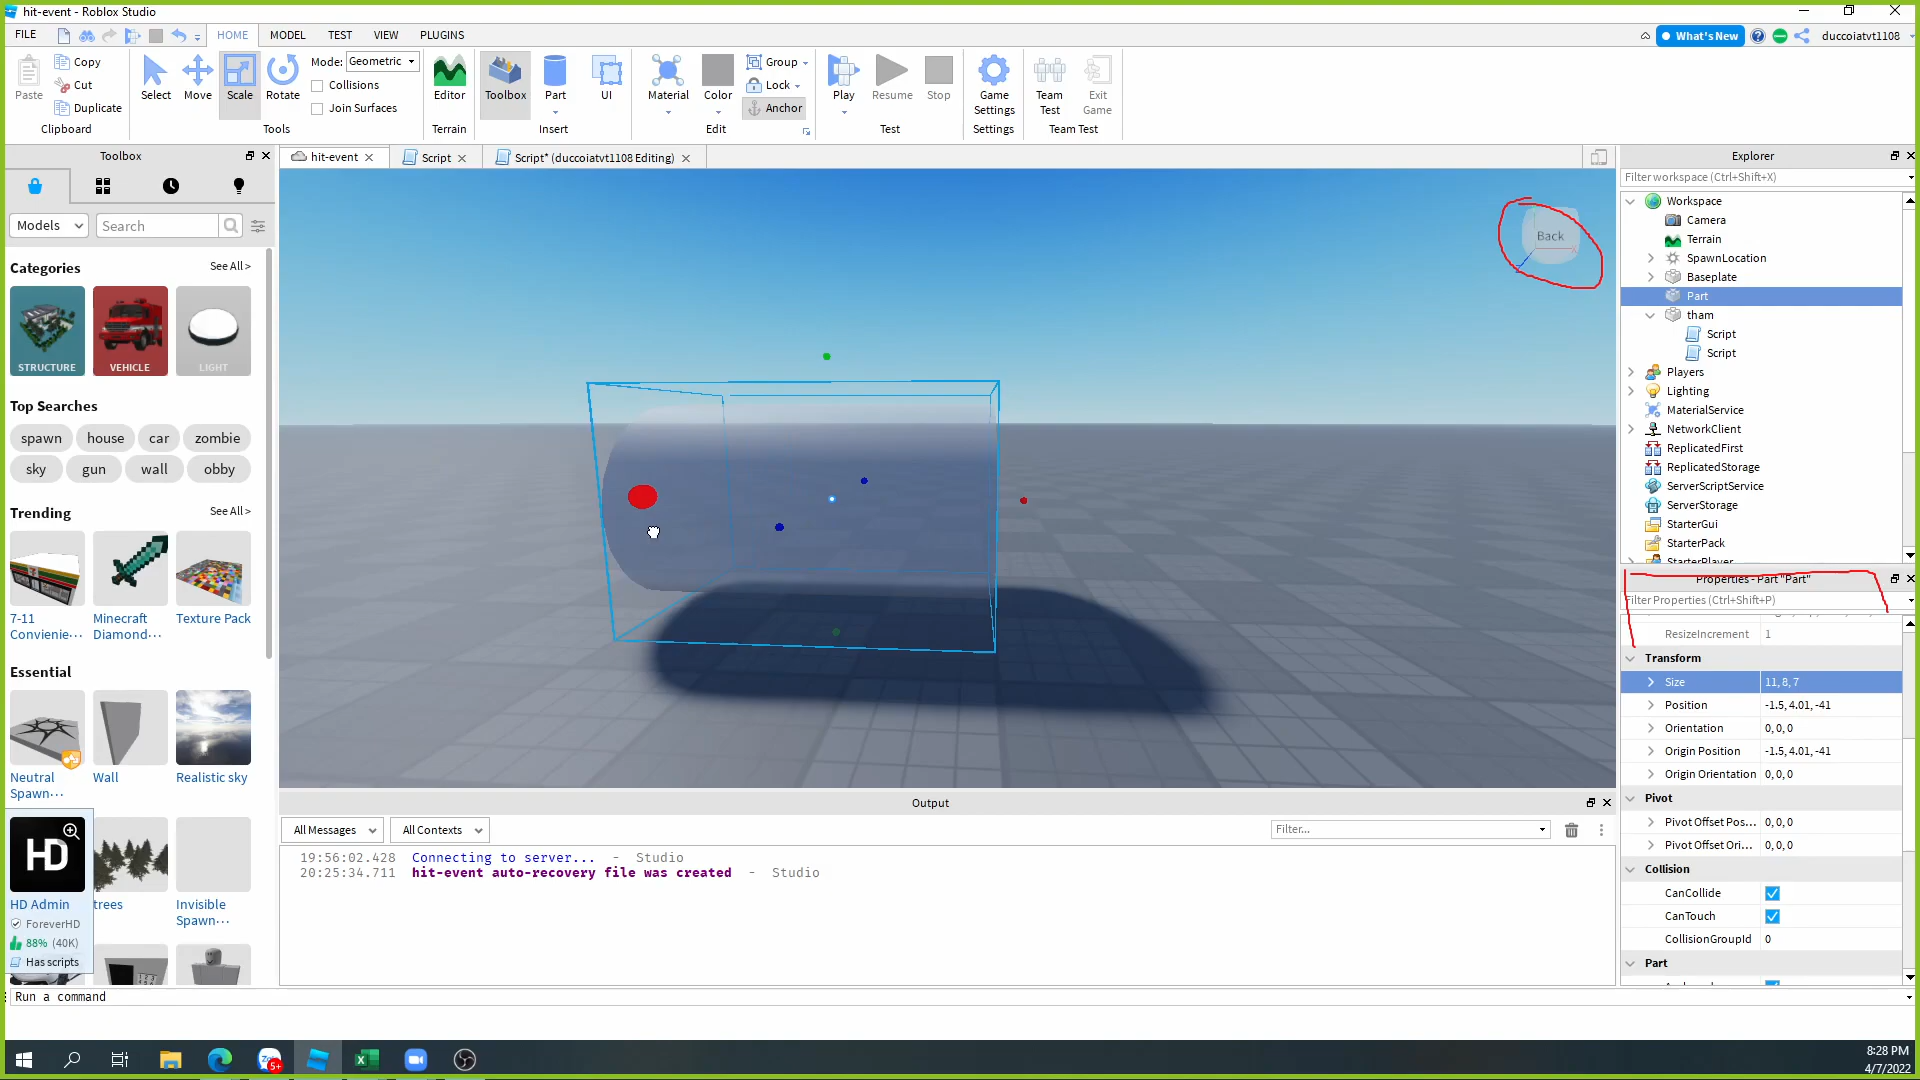 hit-event - Roblox Studio
FILE
HOME
MODEL
TEST
VIEW
PLUGINS
What's New
duccoiatvt1108
Paste
Copy
Cut
Duplicate
Clipboard
Select
Move
Scale
Rotate
Mode: Geometric
Collisions
Join Surfaces
Tools
Editor
Terrain
Toolbox
Part
UI
Insert
Material
Color
Group
Lock
Anchor
Edit
Play
Resume
Stop
Test
Game
Settings
Settings
Team
Test
Exit
Game
Team Test
Toolbox
hit-event
Script
Script* (duccoiatvt1108 Editing)
Explorer
Filter workspace (Ctrl+Shift+X)
Models
Search
Categories
See All >
STRUCTURE
VEHICLE
LIGHT
Top Searches
spawn
house
car
zombie
sky
gun
wall
obby
Trending
See All >
7-11
Convienie...
Minecraft
Diamond...
Texture Pack
Essential
Neutral
Spawn...
Wall
Realistic sky
HD
HD Admin
ForeverHD
88% (40K)
Has scripts
trees
Invisible
Spawn...
Back
Workspace
Camera
Terrain
SpawnLocation
Baseplate
Part
tham
Script
Script
Players
Lighting
MaterialService
NetworkClient
ReplicatedFirst
ReplicatedStorage
ServerScriptService
ServerStorage
StarterGui
StarterPack
StarterPlayer
Properties - Part "Part"
Filter Properties (Ctrl+Shift+P)
ResizeIncrement 1
Transform
Size 11, 8, 7
Position -1.5, 4.01, -41
Orientation 0, 0, 0
Origin Position -1.5, 4.01, -41
Origin Orientation 0, 0, 0
Pivot
Pivot Offset Pos... 0, 0, 0
Pivot Offset Ori... 0, 0, 0
Collision
CanCollide
CanTouch
CollisionGroupId 0
Part
Output
All Messages
All Contexts
Filter...
19:56:02.428 Connecting to server... - Studio
20:25:34.711 hit-event auto-recovery file was created - Studio
Run a command
5+
8:28 PM
4/7/2022